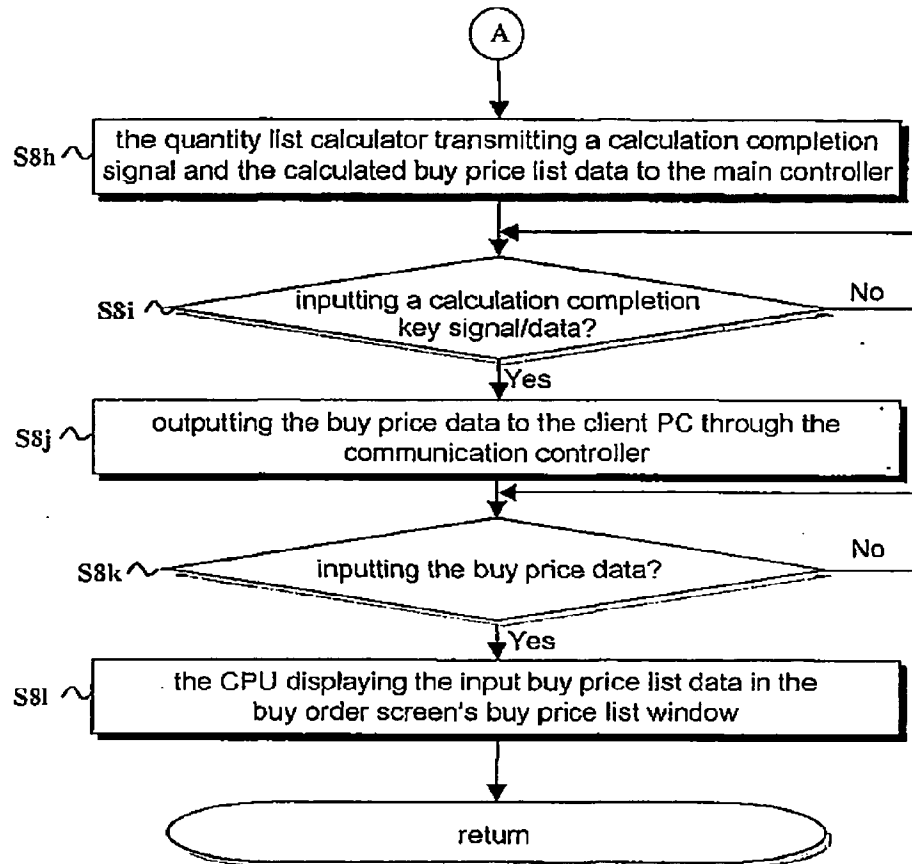 A
S8h
the quantity list calculator transmitting a calculation completion
signal and the calculated buy price list data to the main controller
S8i
inputting a calculation completion
key signal/data?
No
Yes
S8j
outputting the buy price data to the client PC through the
communication controller
S8k
inputting the buy price data?
No
Yes
S8l
the CPU displaying the input buy price list data in the
buy order screen's buy price list window
return